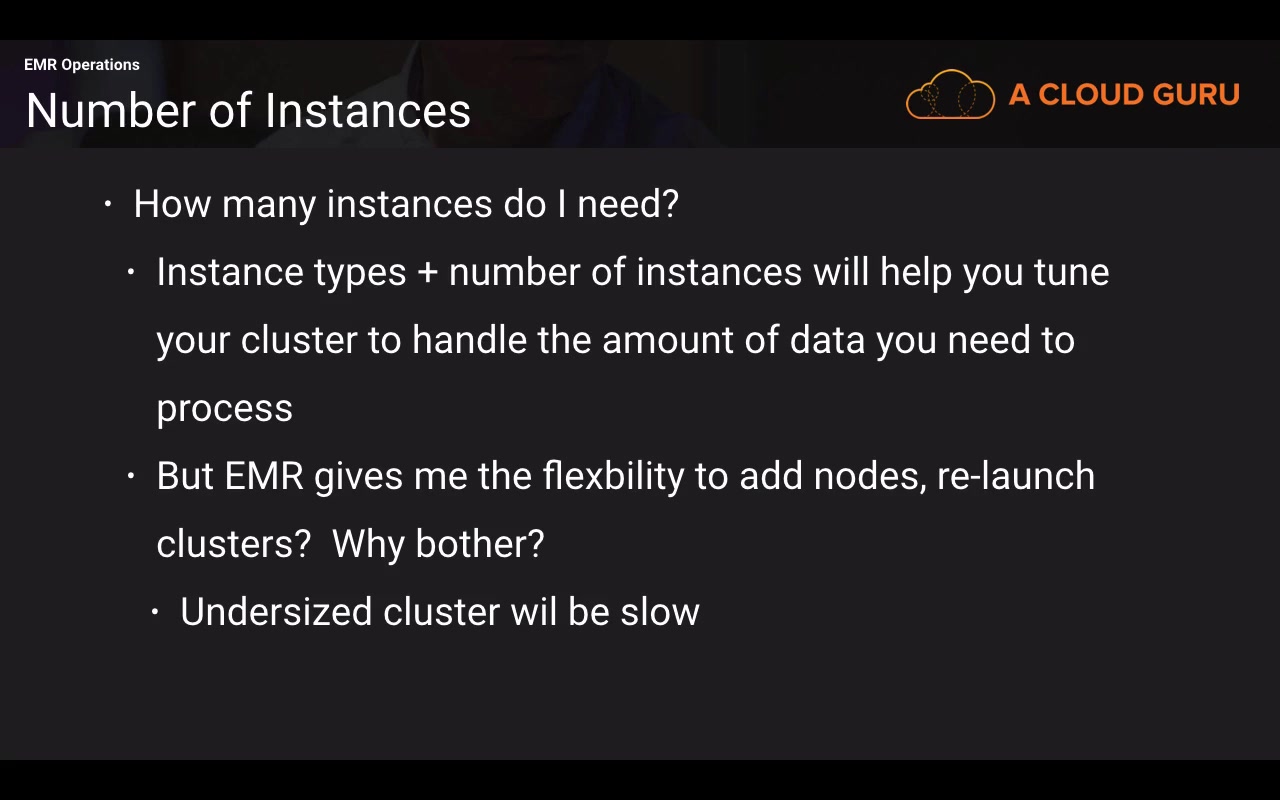 EMR Operations
Number of Instances
A CLOUD GURU
• How many instances do I need?
• Instance types + number of instances will help you tune
your cluster to handle the amount of data you need to
process
• But EMR gives me the flexbility to add nodes, re-launch
clusters?  Why bother?
• Undersized cluster wil be slow